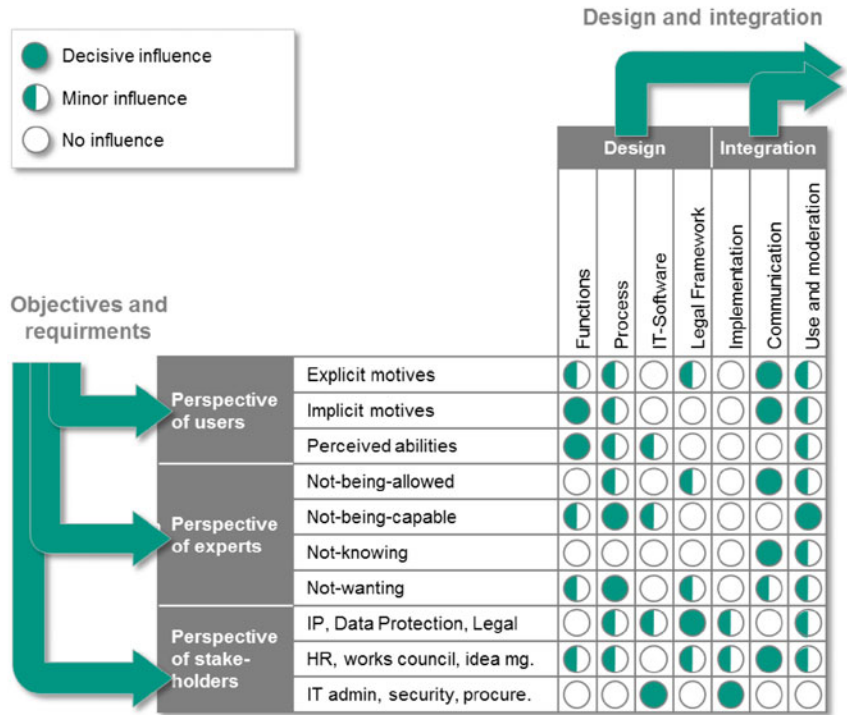 Design and integration
Decisive influence
Minor influence
No influence
Design
Integration
Functions
Process
IT-Software
Legal Framework
Implementation
Communication
Use and moderation
Objectives and
requirments
Perspective
of users
Explicit motives
Implicit motives
Perceived abilities
Perspective
of experts
Not-being-allowed
Not-being-capable
Not-knowing
Not-wanting
Perspective
of stake-
holders
IP, Data Protection, Legal
HR, works council, idea mg.
IT admin, security, procure.